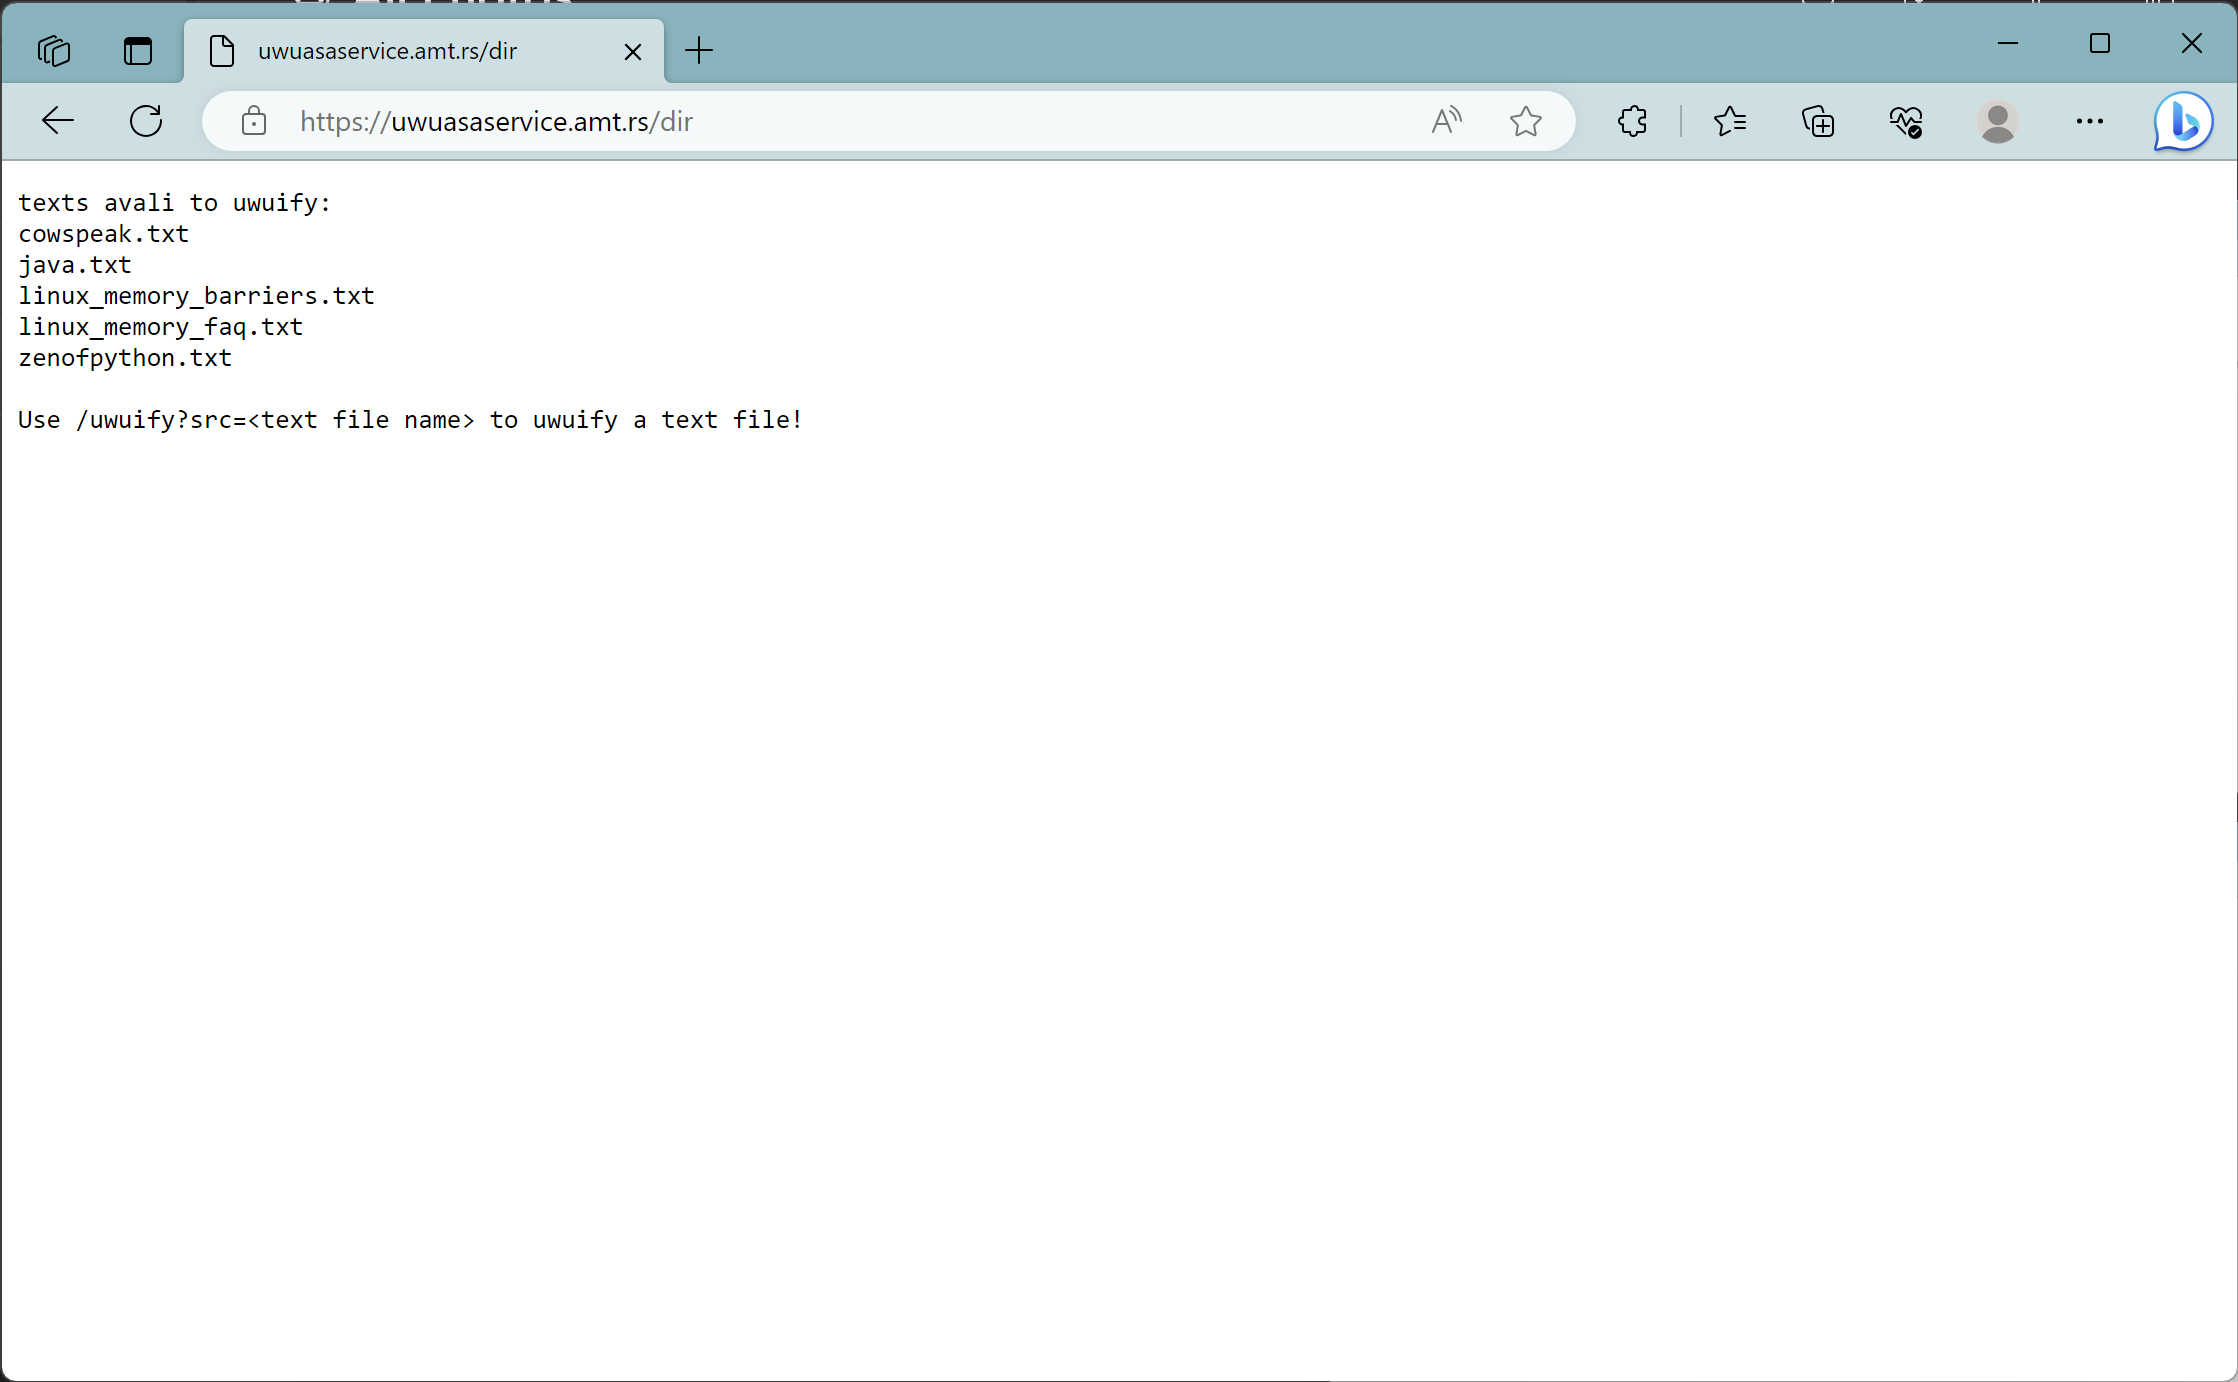 uwuasaservice.amt.rs/dir
https://uwuasaservice.amt.rs/dir
texts avali to uwuify:
cowspeak.txt
java.txt
linux_memory_barriers.txt
linux_memory_faq.txt
zenofpython.txt
Use /uwuify?src=<text file name> to uwuify a text file!